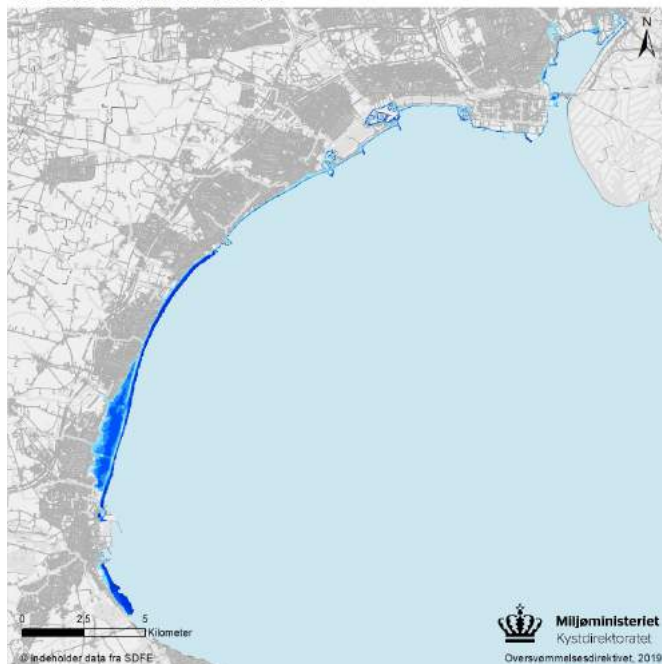 N
0 2,5 5
Kilometer
© Indeholder data fra SDFE
Miljøministeriet
Kystdirektoratet
Oversvømmelsesdirektivet, 2019